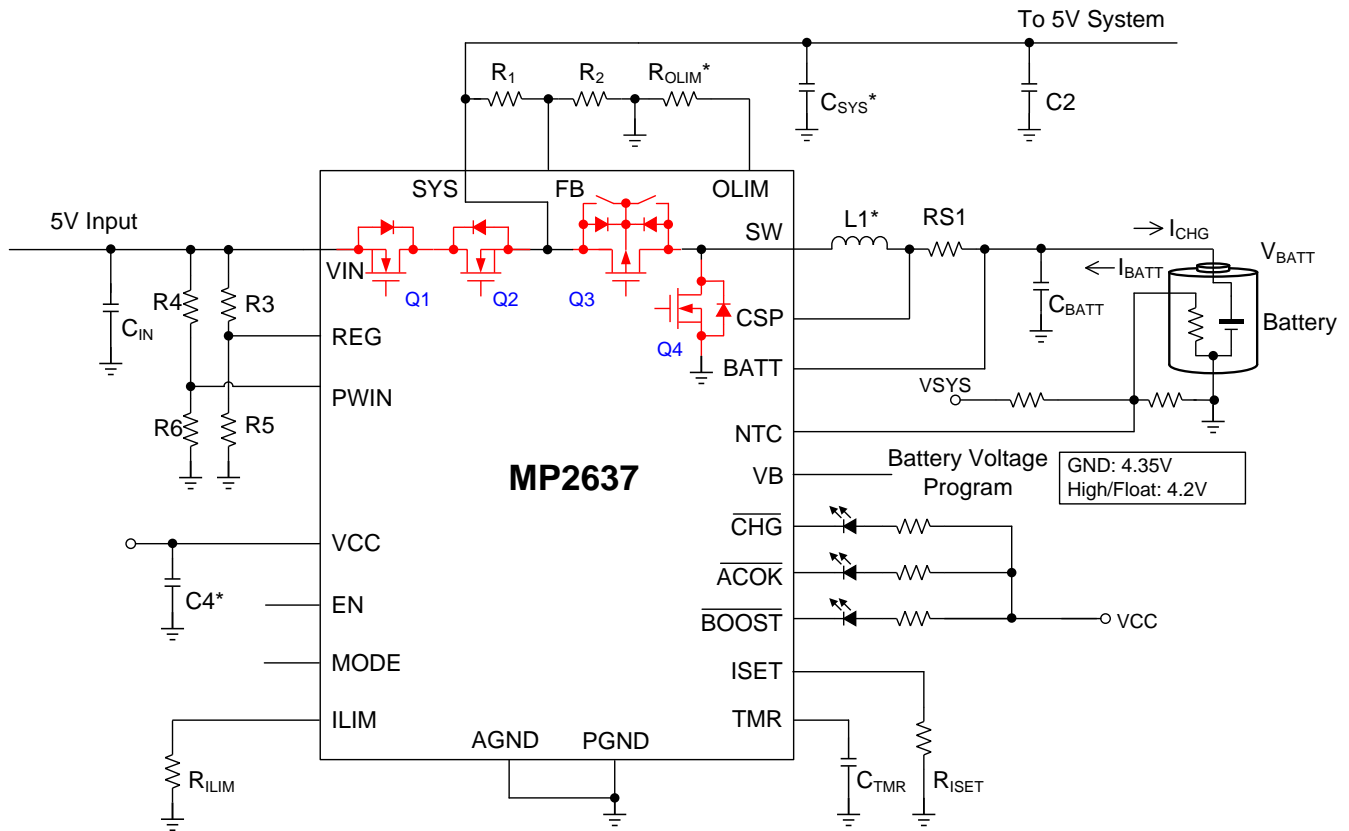 To 5V System
R1
R2
ROLIM*
CSYS*
C2
SYS
FB
OLIM
5V Input
VIN
Q1
Q2
Q3
Q4
SW
L1*
RS1
ICHG
IBATT
VBATT
CIN
R4
R3
REG
PWIN
R6
R5
CSP
BATT
CBATT
Battery
VSYS
NTC
MP2637
VB
Battery Voltage
Program
GND: 4.35V
High/Float: 4.2V
CHG
ACOK
BOOST
VCC
VCC
C4*
EN
MODE
ILIM
ISET
TMR
AGND
PGND
RILIM
CTMR
RISET